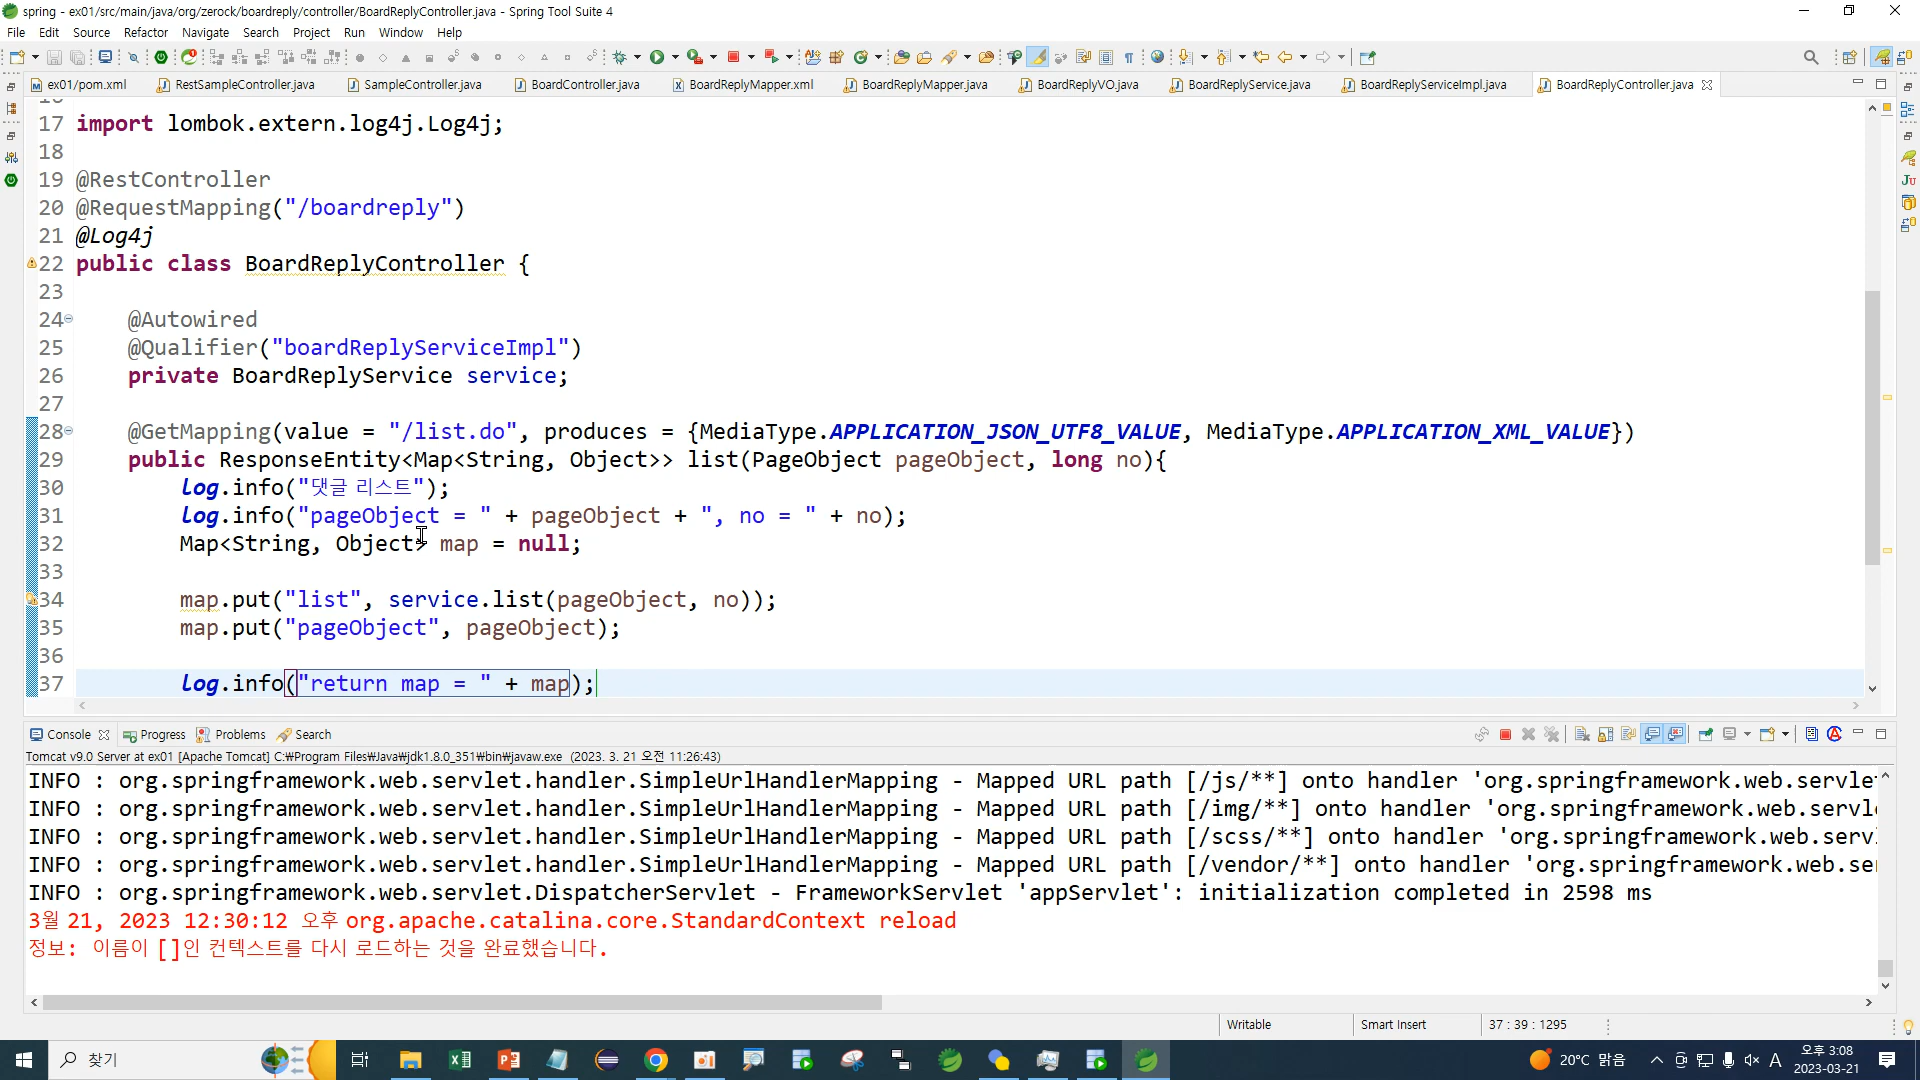 spring - ex01/src/main/java/org/zerock/boardreply/controller/BoardReplyController.java - Spring Tool Suite 4
File Edit Source Refactor Navigate Search Project Run Window Help
ex01/pom.xml RestSampleController.java SampleController.java BoardController.java BoardReplyMapper.xml BoardReplyMapper.java BoardReplyVO.java BoardReplyService.java BoardReplyServiceImpl.java BoardReplyController.java
17 import lombok.extern.log4j.Log4j;
18
19 @RestController
20 @RequestMapping("/boardreply")
21 @Log4j
22 public class BoardReplyController {
23
24 @Autowired
25 @Qualifier("boardReplyServiceImpl")
26 private BoardReplyService service;
27
28 @GetMapping(value = "/list.do", produces = {MediaType.APPLICATION_JSON_UTF8_VALUE, MediaType.APPLICATION_XML_VALUE})
29 public ResponseEntity<Map<String, Object>> list(PageObject pageObject, long no){
30 log.info("댓글 리스트");
31 log.info("pageObject = " + pageObject + ", no = " + no);
32 Map<String, Object> map = null;
33
34 map.put("list", service.list(pageObject, no));
35 map.put("pageObject", pageObject);
36
37 log.info("return map = " + map);
Console Progress Problems Search
Tomcat v9.0 Server at ex01 [Apache Tomcat] C:₩Program Files₩Java₩jdk1.8.0_351₩bin₩javaw.exe (2023. 3. 21 오전 11:26:43)
INFO : org.springframework.web.servlet.handler.SimpleUrlHandlerMapping - Mapped URL path [/js/**] onto handler 'org.springframework.web.servlet
INFO : org.springframework.web.servlet.handler.SimpleUrlHandlerMapping - Mapped URL path [/img/**] onto handler 'org.springframework.web.servl
INFO : org.springframework.web.servlet.handler.SimpleUrlHandlerMapping - Mapped URL path [/scss/**] onto handler 'org.springframework.web.serv
INFO : org.springframework.web.servlet.handler.SimpleUrlHandlerMapping - Mapped URL path [/vendor/**] onto handler 'org.springframework.web.se
INFO : org.springframework.web.servlet.DispatcherServlet - FrameworkServlet 'appServlet': initialization completed in 2598 ms
3월 21, 2023 12:30:12 오후 org.apache.catalina.core.StandardContext reload
정보: 이름이 []인 컨텍스트를 다시 로드하는 것을 완료했습니다.
Writable Smart Insert 37 : 39 : 1295
찾기 20°C 맑음 A 오후 3:08
2023-03-21